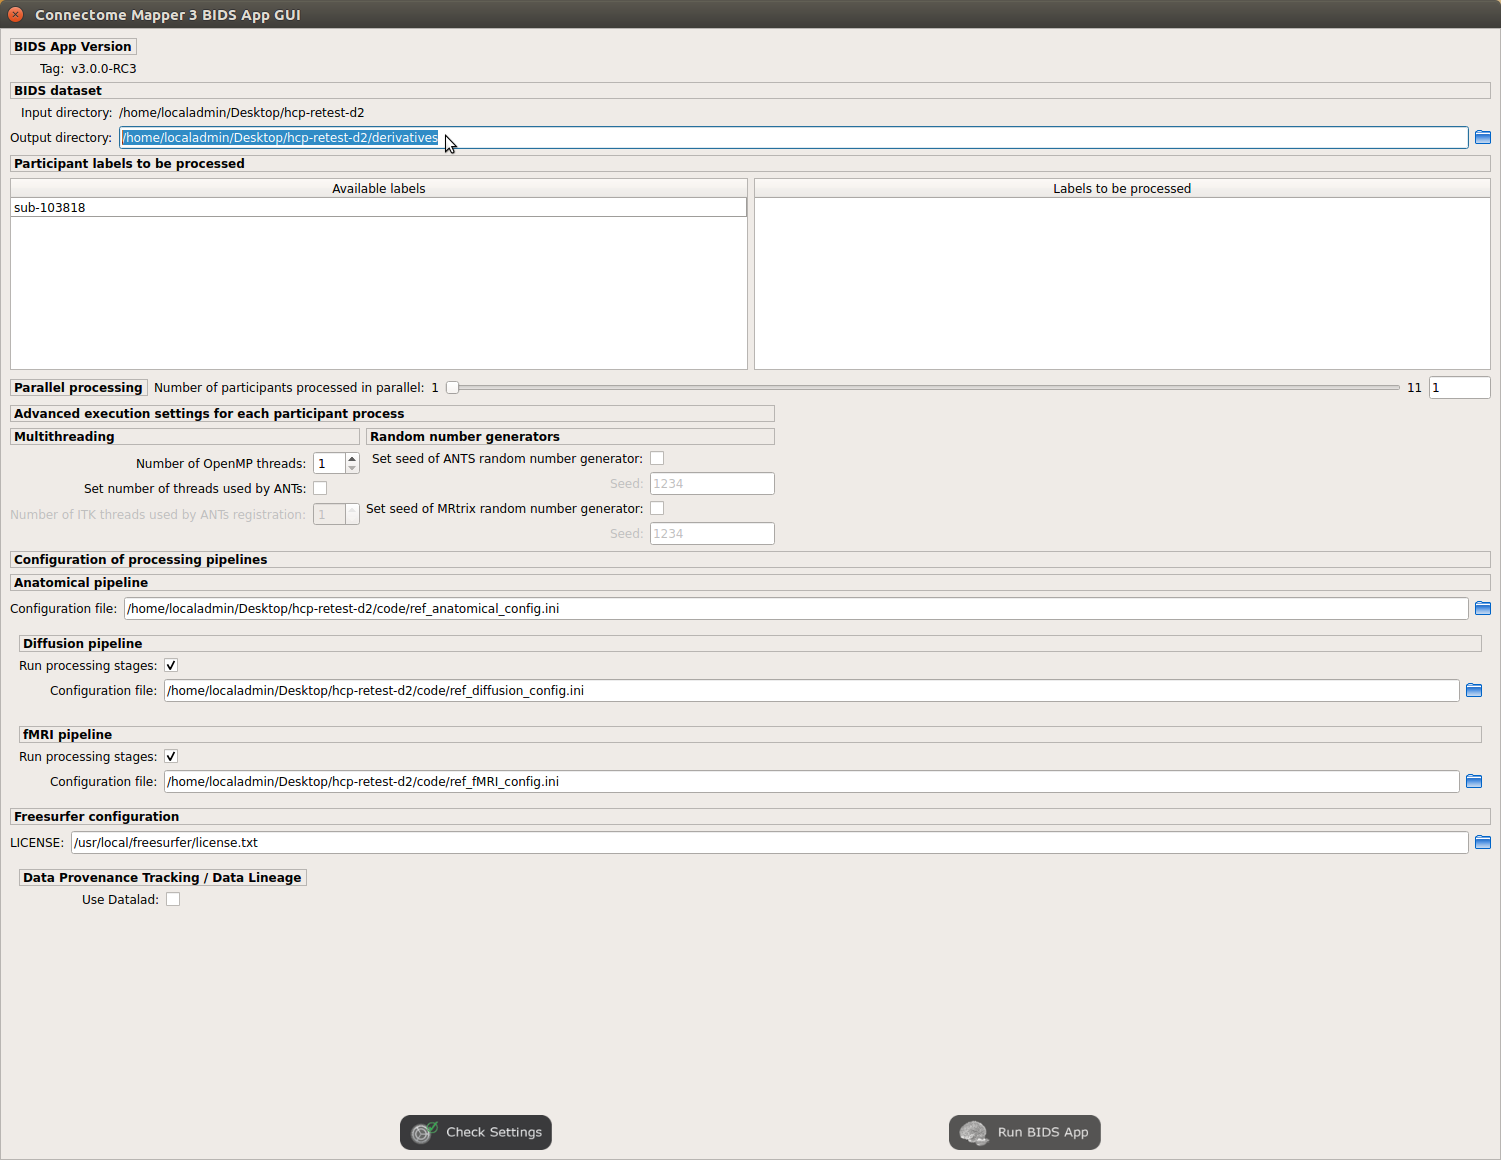 Connectome Mapper 3 BIDS App GUI
BIDS App Version
Tag: v3.0.0-RC3
BIDS dataset
Input directory: /home/localadmin/Desktop/hcp-retest-d2
Output directory: /home/localadmin/Desktop/hcp-retest-d2/derivatives
Participant labels to be processed
Available labels
sub-103818
Labels to be processed
Parallel processing Number of participants processed in parallel: 1 11 1
Advanced execution settings for each participant process
Multithreading
Number of OpenMP threads: 1
Set number of threads used by ANTs:
Number of ITK threads used by ANTs registration: 1
Random number generators
Set seed of ANTS random number generator:
Seed: 1234
Set seed of MRtrix random number generator:
Seed: 1234
Configuration of processing pipelines
Anatomical pipeline
Configuration file: /home/localadmin/Desktop/hcp-retest-d2/code/ref_anatomical_config.ini
Diffusion pipeline
Run processing stages:
Configuration file: /home/localadmin/Desktop/hcp-retest-d2/code/ref_diffusion_config.ini
fMRI pipeline
Run processing stages:
Configuration file: /home/localadmin/Desktop/hcp-retest-d2/code/ref_fMRI_config.ini
Freesurfer configuration
LICENSE: /usr/local/freesurfer/license.txt
Data Provenance Tracking / Data Lineage
Use Datalad:
Check Settings
Run BIDS App